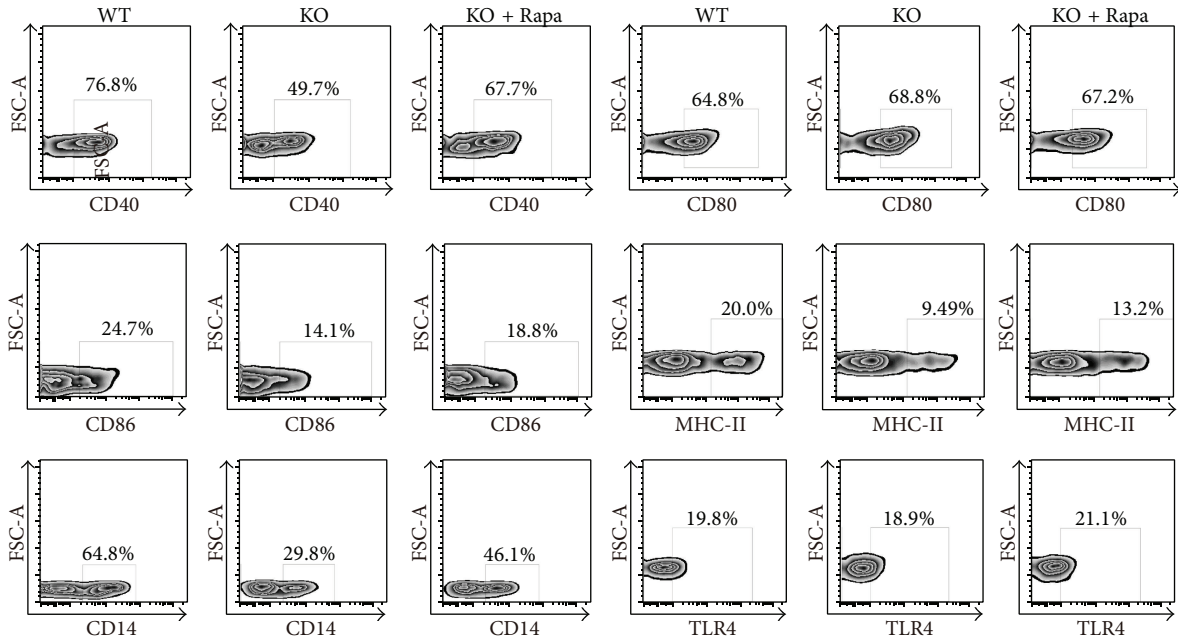 WT KO KO + Rapa WT KO KO + Rapa
76.8% 49.7% 67.7% 64.8% 68.8% 67.2%
FSC-A FSC-A FSC-A FSC-A FSC-A FSC-A
FSC-A
CD40 CD40 CD40 CD80 CD80 CD80
24.7% 14.1% 18.8% 20.0% 9.49% 13.2%
FSC-A FSC-A FSC-A FSC-A FSC-A FSC-A
CD86 CD86 CD86 MHC-II MHC-II MHC-II
64.8% 29.8% 46.1% 19.8% 18.9% 21.1%
FSC-A FSC-A FSC-A FSC-A FSC-A FSC-A
CD14 CD14 CD14 TLR4 TLR4 TLR4